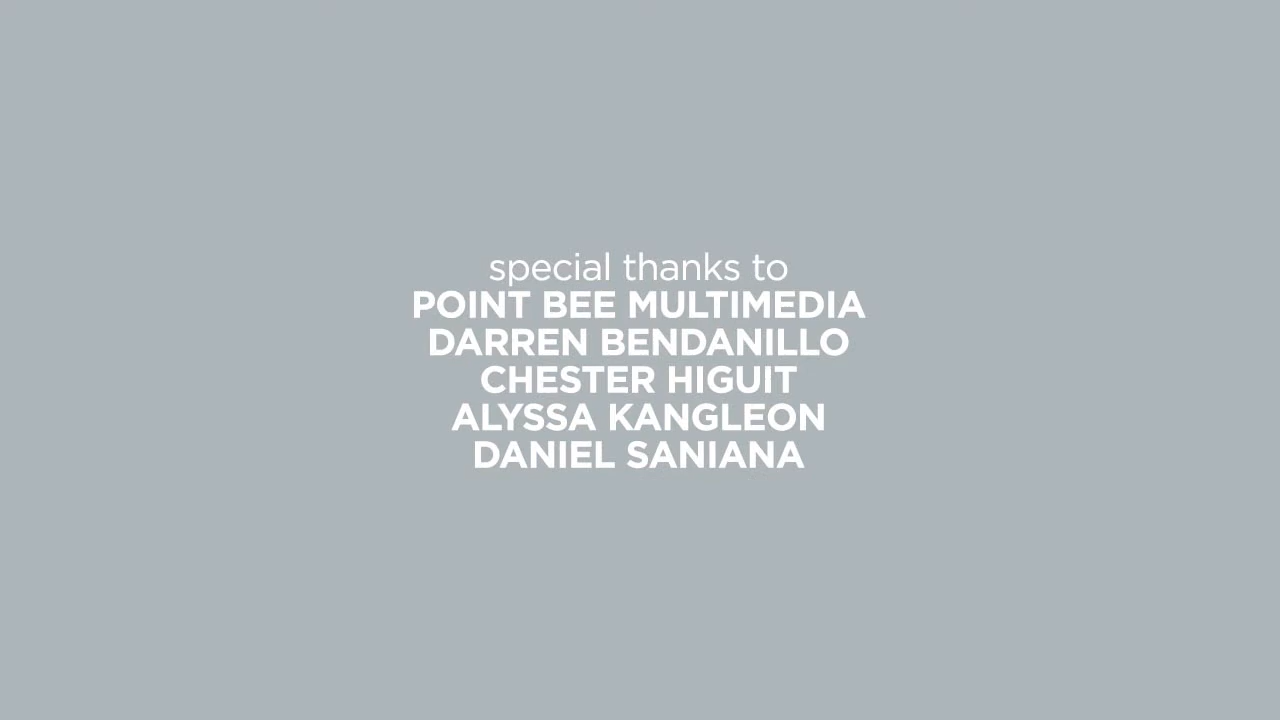 special thanks to
POINT BEE MULTIMEDIA
DARREN BENDANILLO
CHESTER HIGUIT
ALYSSA KANGLEON
DANIEL SANIANA